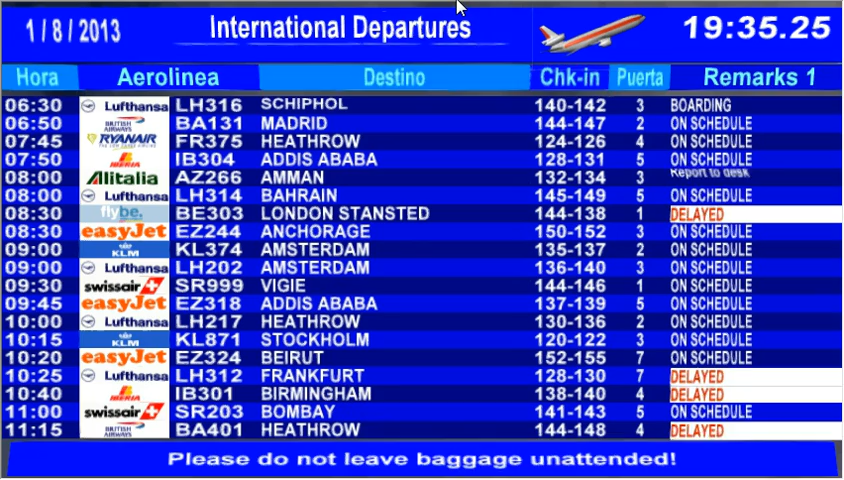 1/8/2013 International Departures 19:35.25
Hora Aerolinea Destino Chk-in Puerta Remarks 1
06:30 Lufthansa LH316 SCHIPHOL 140-142 3 BOARDING
06:50 BRITISH AIRWAYS BA131 MADRID 144-147 2 ON SCHEDULE
07:45 RYANAIR FR375 HEATHROW 124-126 4 ON SCHEDULE
07:50 IBERIA IB304 ADDIS ABABA 128-131 5 ON SCHEDULE
08:00 Alitalia AZ266 AMMAN 132-134 3 Report to desk
08:00 Lufthansa LH314 BAHRAIN 145-149 5 ON SCHEDULE
08:30 flybe. BE303 LONDON STANSTED 144-138 1 DELAYED
08:30 easyJet EZ244 ANCHORAGE 150-152 3 ON SCHEDULE
09:00 KLM KL374 AMSTERDAM 135-137 2 ON SCHEDULE
09:00 Lufthansa LH202 AMSTERDAM 136-140 3 ON SCHEDULE
09:30 swissair SR999 VIGIE 144-146 1 ON SCHEDULE
09:45 easyJet EZ318 ADDIS ABABA 137-139 5 ON SCHEDULE
10:00 Lufthansa LH217 HEATHROW 130-136 2 ON SCHEDULE
10:15 KLM KL871 STOCKHOLM 120-122 3 ON SCHEDULE
10:20 easyJet EZ324 BEIRUT 152-155 7 ON SCHEDULE
10:25 Lufthansa LH312 FRANKFURT 128-130 7 DELAYED
10:40 IBERIA IB301 BIRMINGHAM 138-140 4 DELAYED
11:00 swissair SR203 BOMBAY 141-143 5 ON SCHEDULE
11:15 BRITISH AIRWAYS BA401 HEATHROW 144-148 4 DELAYED
Please do not leave baggage unattended!